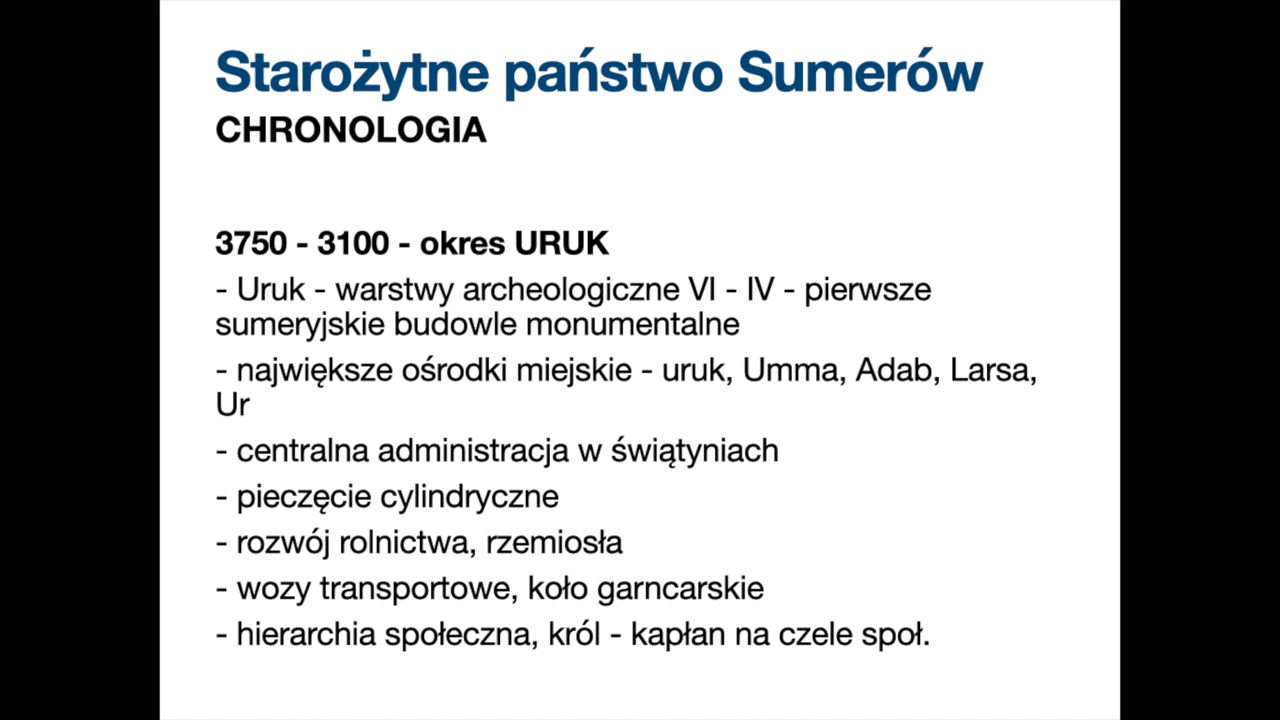 Starożytne państwo Sumerów
CHRONOLOGIA
3750 - 3100 - okres URUK
- Uruk - warstwy archeologiczne VI - IV - pierwsze
sumeryjskie budowle monumentalne
- największe ośrodki miejskie - uruk, Umma, Adab, Larsa,
Ur
- centralna administracja w świątyniach
- pieczęcie cylindryczne
- rozwój rolnictwa, rzemiosła
- wozy transportowe, koło garncarskie
- hierarchia społeczna, król - kapłan na czele społ.